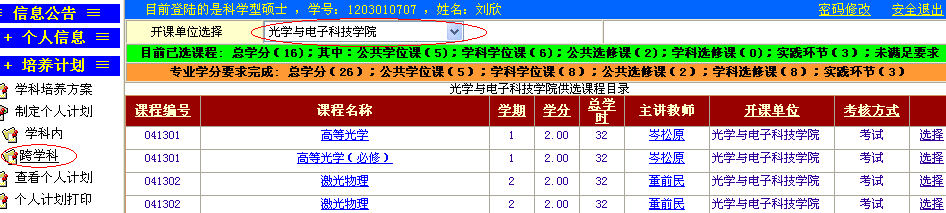 信息公告 ≡
+ 个人信息 ≡
+ 培养计划 ≡
学科培养方案
制定个人计划
学科内
跨学科
查看个人计划
个人计划打印
目前登陆的是科学型硕士 ，学号：1203010707 ，姓名：刘欣 密码修改 安全退出
开课单位选择 光学与电子科技学院
目前已选课程：总学分(16)；其中：公共学位课(5)；学科学位课(6)；公共选修课(2)；学科选修课(0)；实践环节(3)；未满足要求
专业学分要求完成：总学分(26)；公共学位课(5)；学科学位课(8)；公共选修课(2)；学科选修课(8)；实践环节(3)
光学与电子科技学院供选课程目录
课程编号 课程名称 学期 学分 总学时 主讲教师 开课单位 考核方式
041301 高等光学 1 2.00 32 岑松原 光学与电子科技学院 考试 选择
041301 高等光学(必修) 1 2.00 32 岑松原 光学与电子科技学院 考试 选择
041302 激光物理 2 2.00 32 董前民 光学与电子科技学院 考试 选择
041302 激光物理 2 2.00 32 董前民 光学与电子科技学院 考试 选择